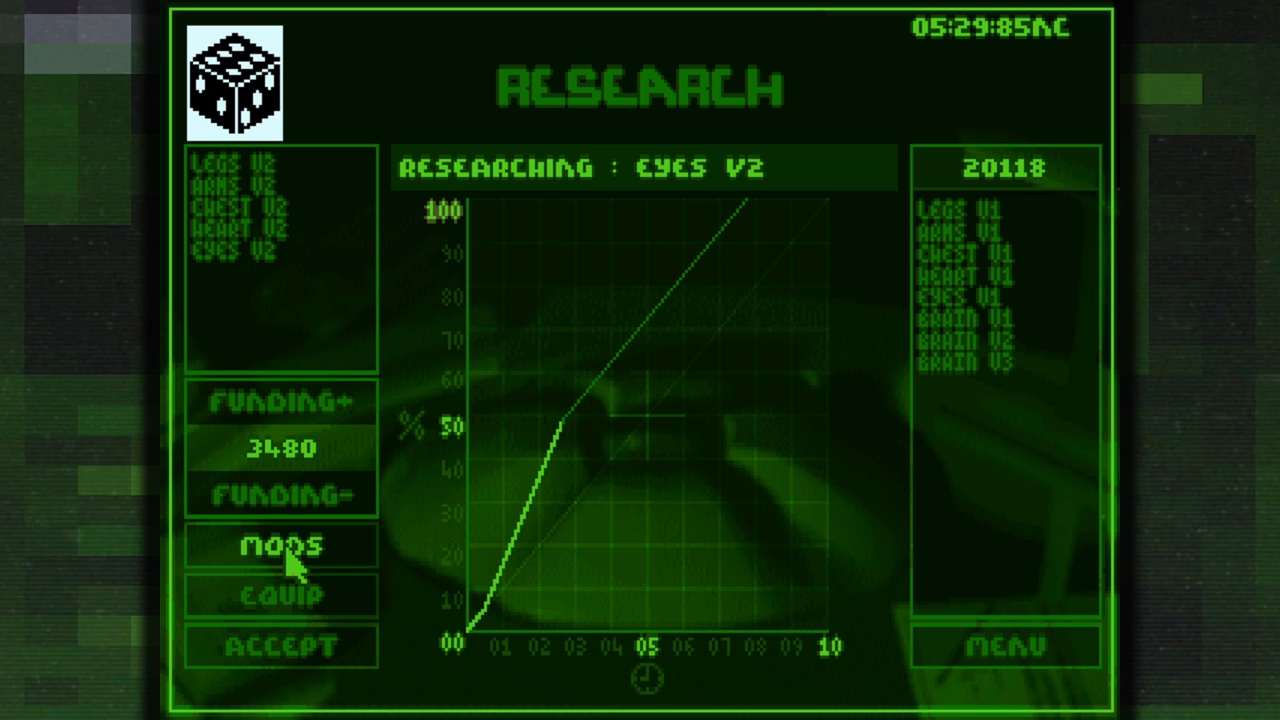 05:29:85NC
RESEARCH
LEGS V2
ARMS V2
CHEST V2
HEART V2
EYES V2
FUNDING+
3480
FUNDING-
MODS
EQUIP
ACCEPT
RESEARCHING : EYES V2
100
90
80
70
60
% 50
40
30
20
10
00 01 02 03 04 05 06 07 08 09 10
20118
LEGS V1
ARMS V1
CHEST V1
HEART V1
EYES V1
BRAIN V1
BRAIN V2
BRAIN V3
MENU